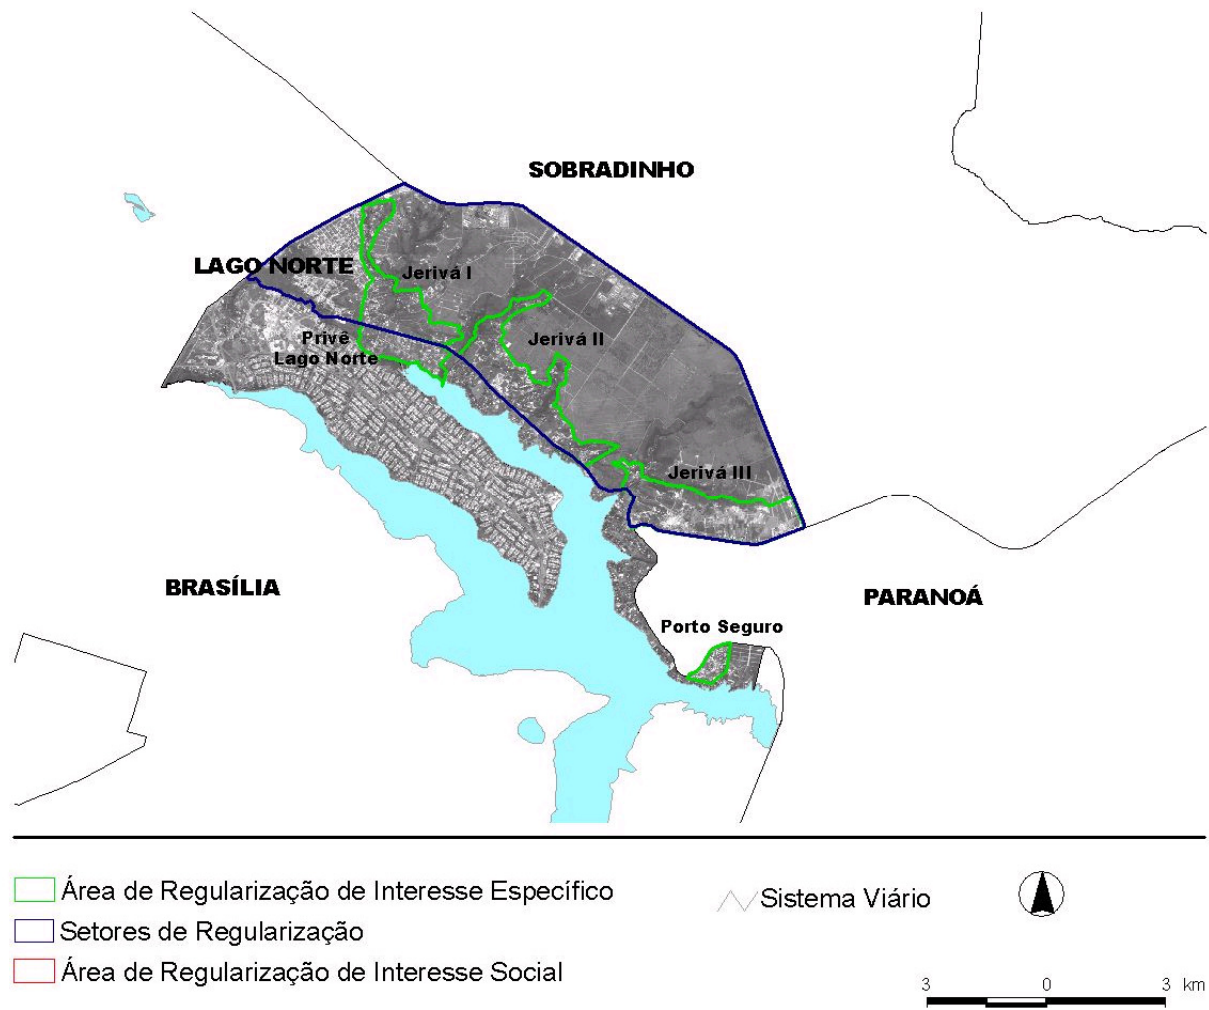 SOBRADINHO
LAGO NORTE
Jerivá I
Privê
Lago Norte
Jerivá II
Jerivá III
BRASÍLIA
PARANOÁ
Porto Seguro
Área de Regularização de Interesse Específico
Setores de Regularização
Área de Regularização de Interesse Social
Sistema Viário
3 0 3 km